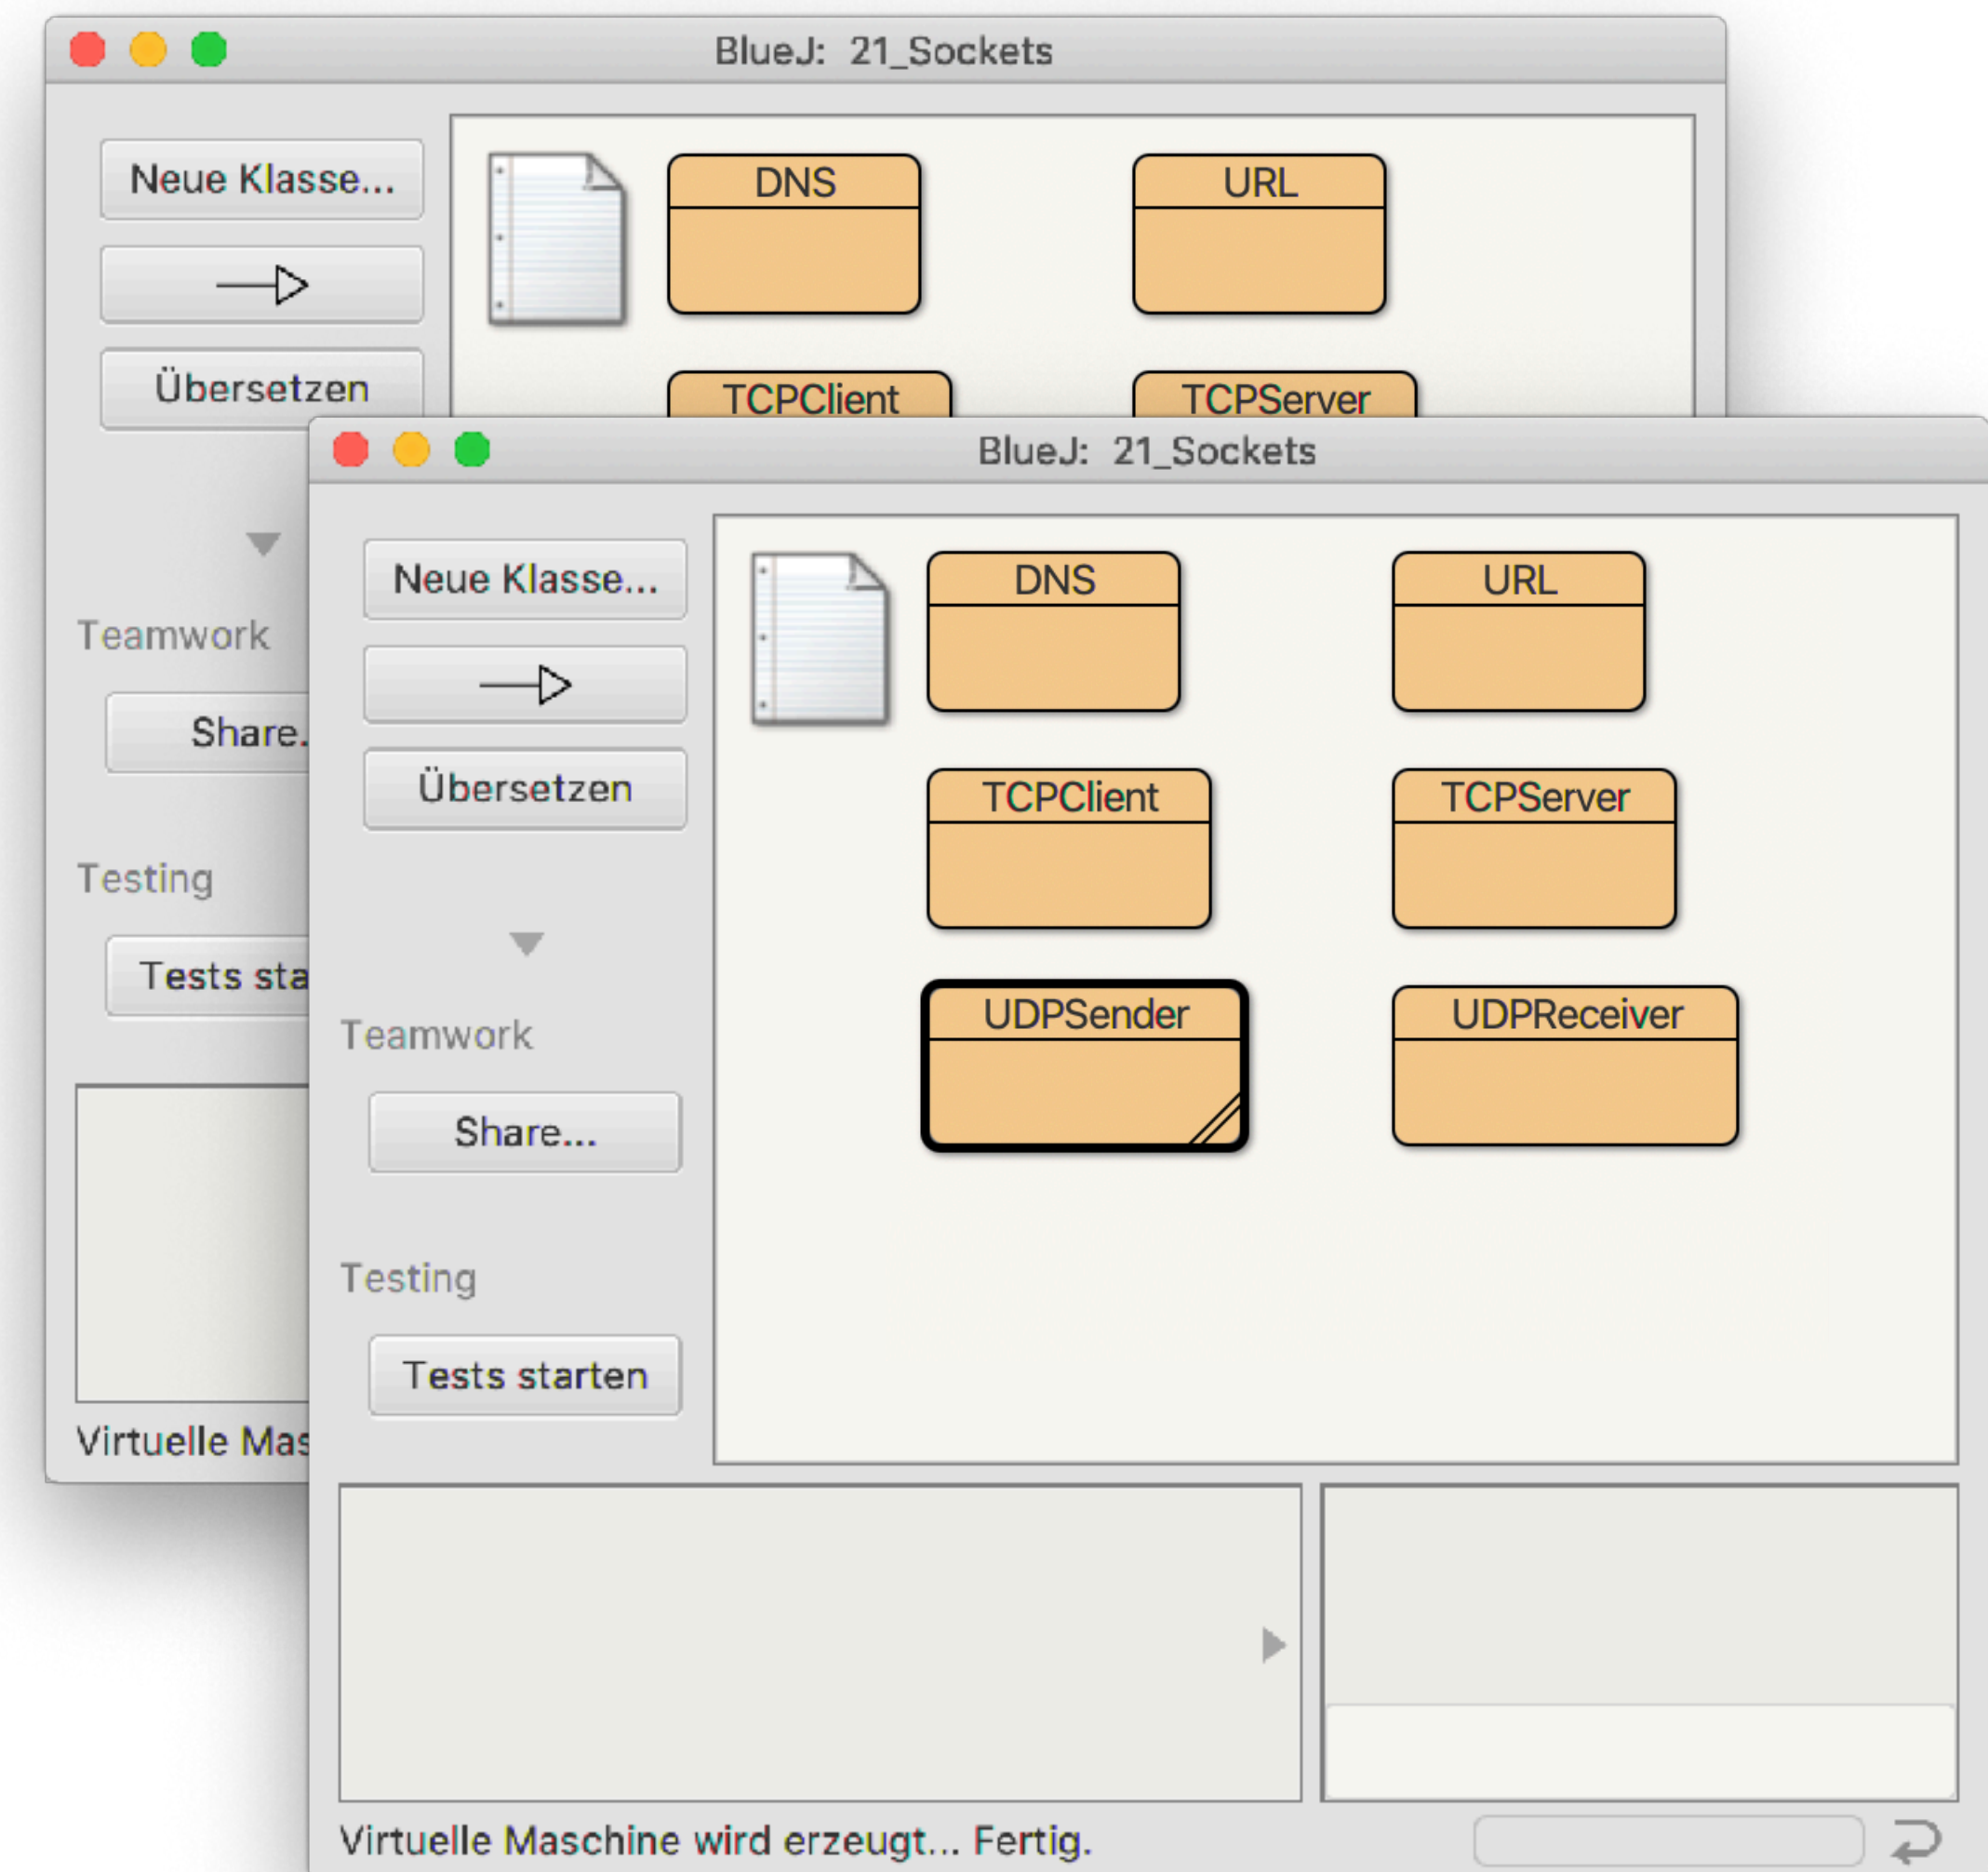 BlueJ: 21_Sockets
Neue Klasse...
DNS
URL
Übersetzen
TCPClient
TCPServer
Teamwork
Share.
Testing
Tests sta
Virtuelle Mas
BlueJ: 21_Sockets
Neue Klasse...
DNS
URL
Übersetzen
TCPClient
TCPServer
UDPSender
UDPReceiver
Teamwork
Share...
Testing
Tests starten
Virtuelle Maschine wird erzeugt... Fertig.